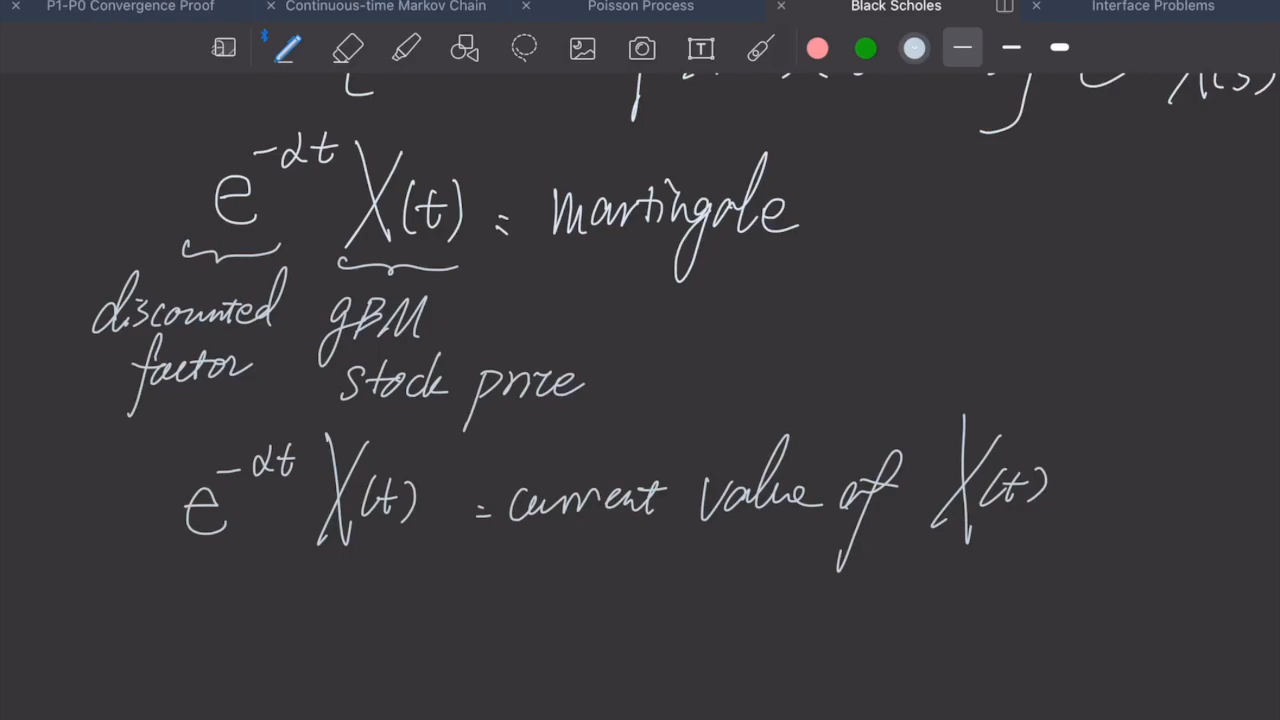 P1-P0 Convergence Proof
Continuous-time Markov Chain
Poisson Process
Black Scholes
Interface Problems
e^{-αt} X(t) = martingale
discounted factor
gBM
stock price
e^{-αt} X(t) = current value of X(t)